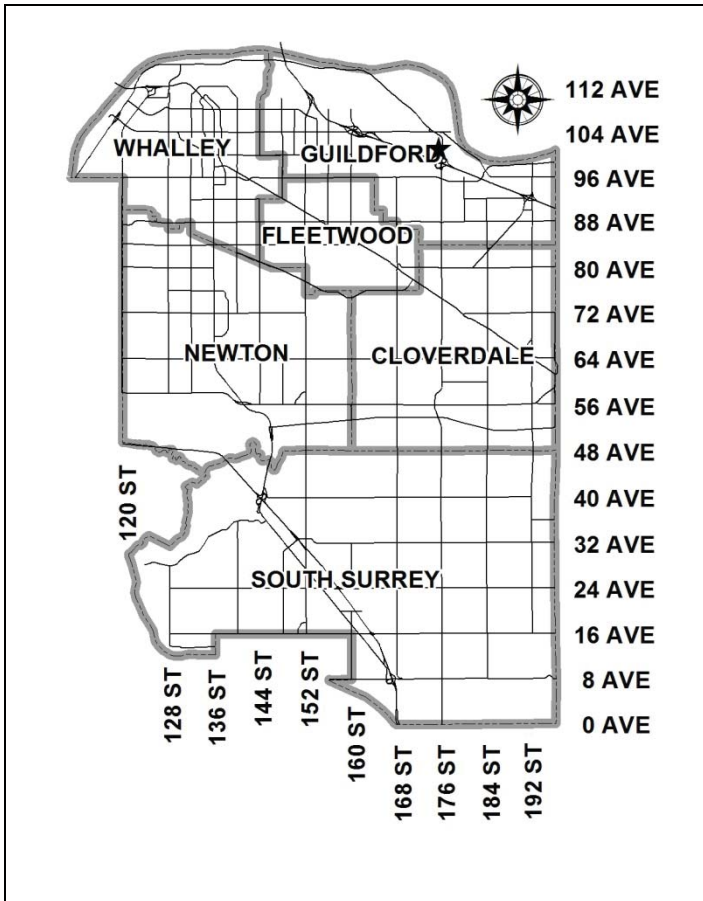 112 AVE
104 AVE
WHALLEY
GUILDFORD
96 AVE
88 AVE
FLEETWOOD
80 AVE
72 AVE
NEWTON
CLOVERDALE
64 AVE
56 AVE
48 AVE
120 ST
40 AVE
32 AVE
SOUTH SURREY
24 AVE
16 AVE
128 ST
136 ST
144 ST
152 ST
8 AVE
160 ST
0 AVE
168 ST
176 ST
184 ST
192 ST